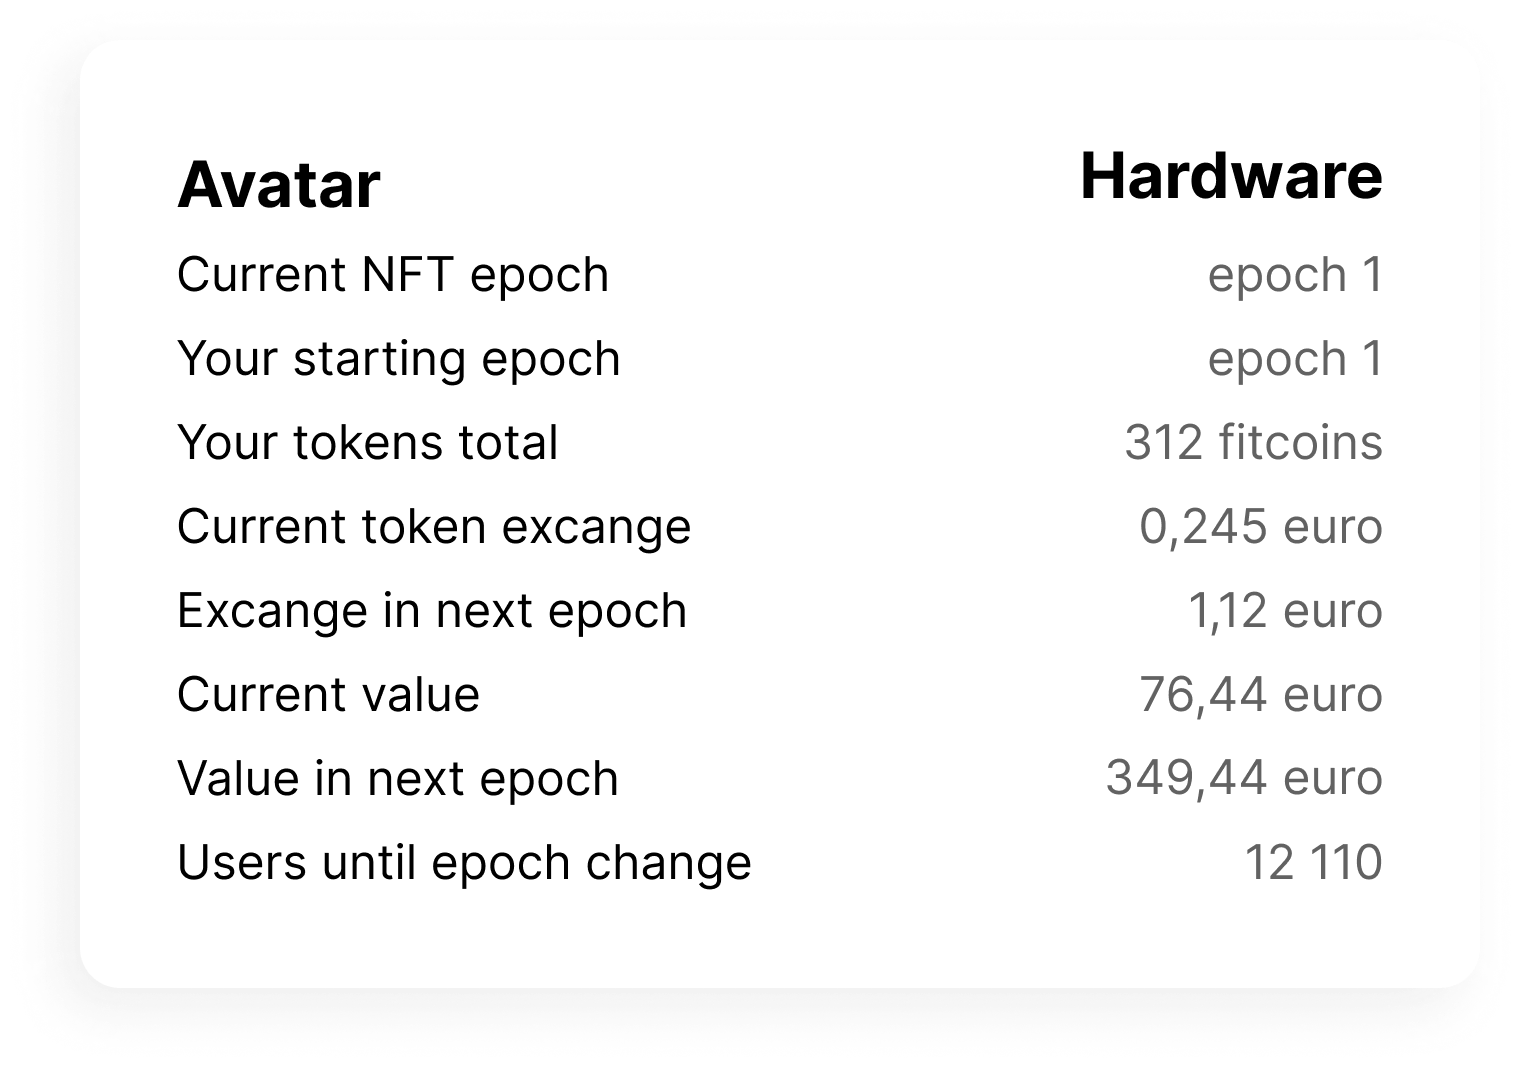 Avatar Hardware
Current NFT epoch epoch 1
Your starting epoch epoch 1
Your tokens total 312 fitcoins
Current token excange 0,245 euro
Excange in next epoch 1,12 euro
Current value 76,44 euro
Value in next epoch 349,44 euro
Users until epoch change 12 110